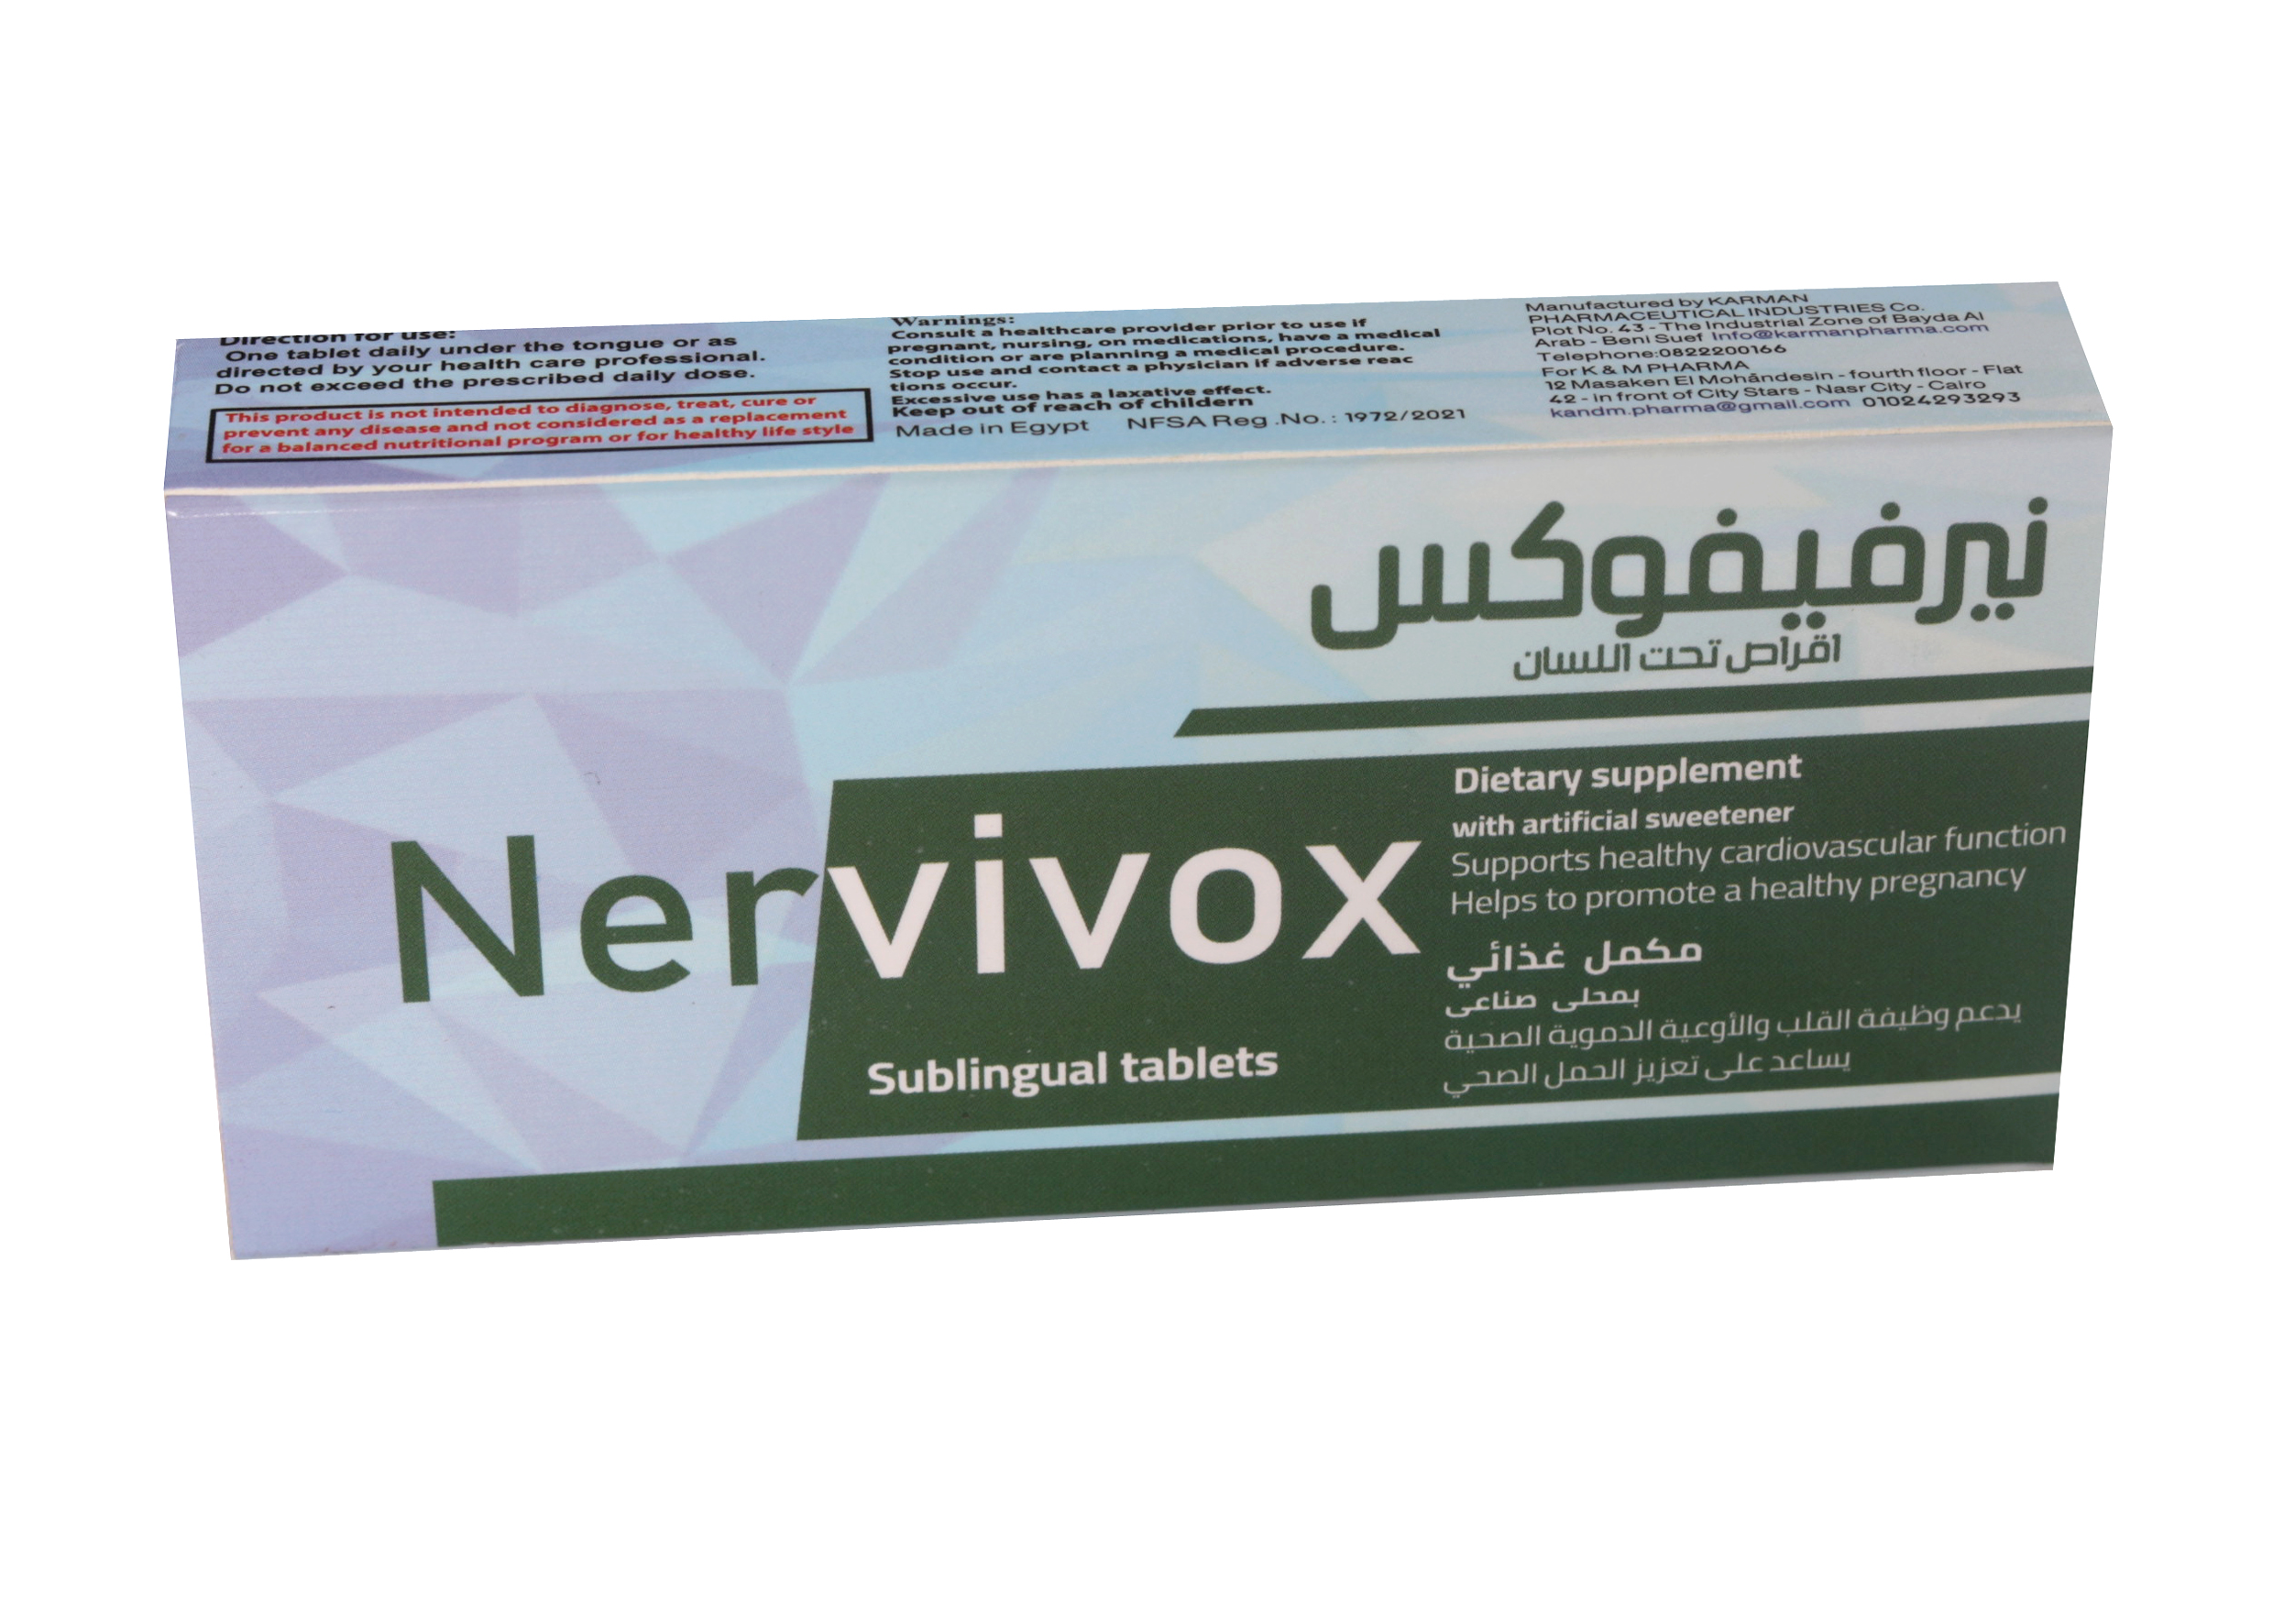 Direction for use:
One tablet daily under the tongue or as
directed by your health care professional.
Do not exceed the prescribed daily dose.
This product is not intended to diagnose, treat, cure or
prevent any disease and not considered as a replacement
for a balanced nutritional program or for healthy life style
Warnings:
Consult a healthcare provider prior to use if
pregnant, nursing, on medications, have a medical
condition or are planning a medical procedure.
Stop use and contact a physician if adverse reac
tions occur.
Excessive use has a laxative effect.
Keep out of reach of childern
Made in Egypt NFSA Reg .No. : 1972/2021
Manufactured by KARMAN
PHARMACEUTICAL INDUSTRIES Co.
Plot No. 43 - The Industrial Zone of Bayda Al
Arab - Beni Suef Info@karmanpharma.com
Telephone:0822200166
For K & M PHARMA
12 Masaken El Mohāndesin - fourth floor - Flat
42 - in front of City Stars - Nasr City - Cairo
kandm.pharma@gmail.com 01024293293
نيرفيفوكس
اقراص تحت اللسان
Nervivox
Sublingual tablets
Dietary supplement
with artificial sweetener
Supports healthy cardiovascular function
Helps to promote a healthy pregnancy
مكمل غذائي
بمحلى صناعى
يدعم وظيفة القلب والأوعية الدموية الصحية
يساعد على تعزيز الحمل الصحي